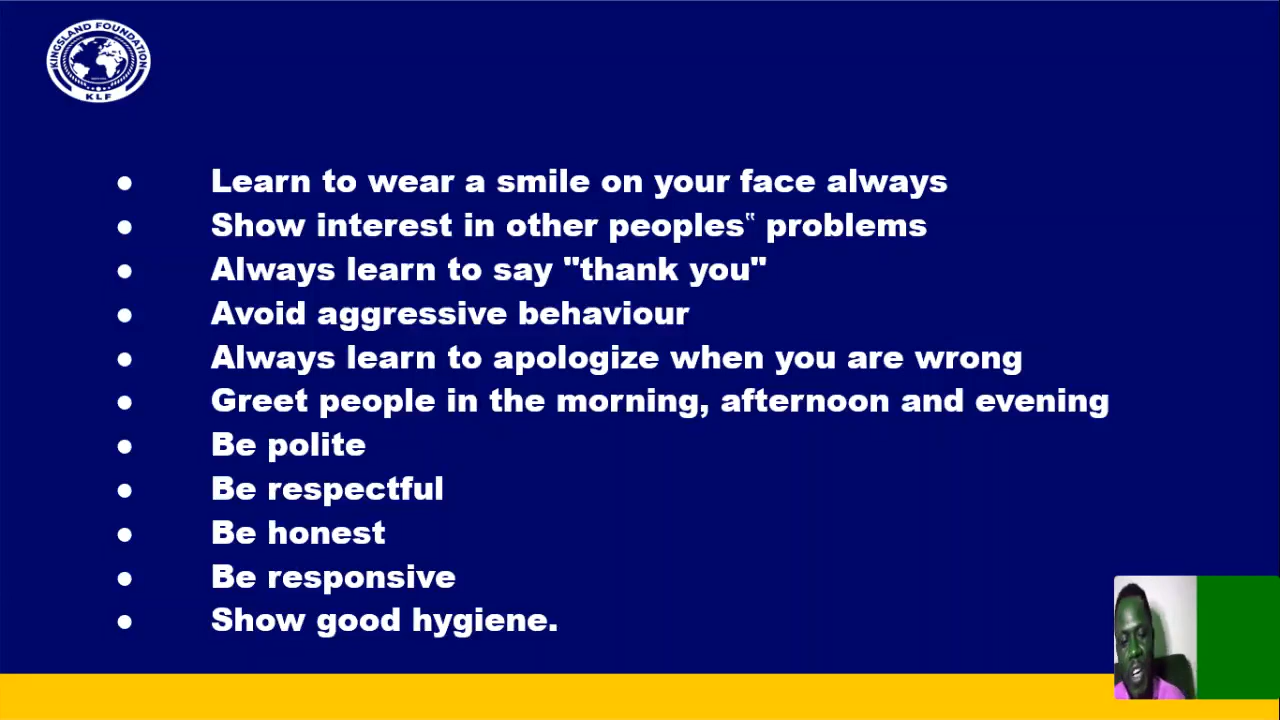 KINGSLAND FOUNDATION
KLF
● Learn to wear a smile on your face always
● Show interest in other peoples‟ problems
● Always learn to say "thank you"
● Avoid aggressive behaviour
● Always learn to apologize when you are wrong
● Greet people in the morning, afternoon and evening
● Be polite
● Be respectful
● Be honest
● Be responsive
● Show good hygiene.